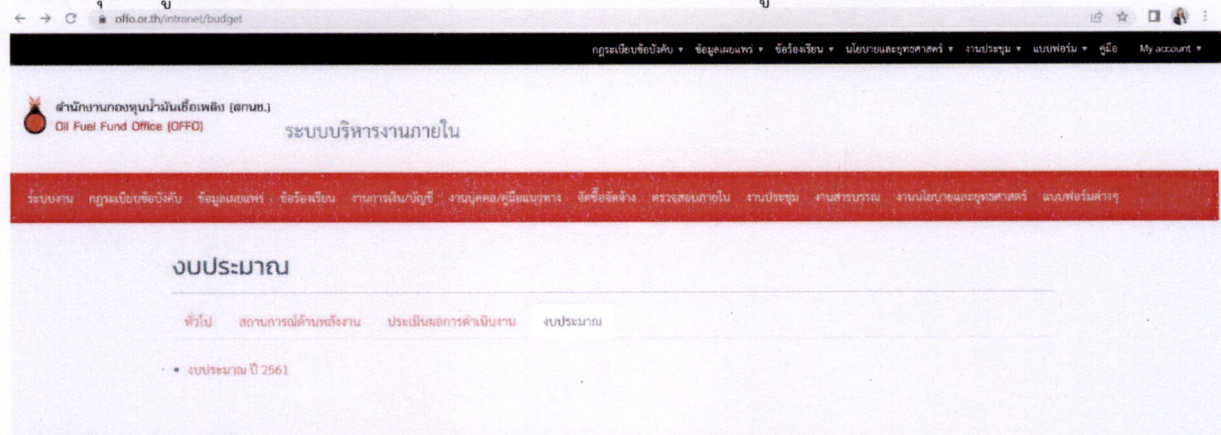 offo.or.th/intranet/budget
กฎระเบียบข้อบังคับ ข้อมูลเผยแพร่ ข้อร้องเรียน นโยบายและยุทธศาสตร์ งานประชุม แบบฟอร์ม คู่มือ My account
สำนักงานกองทุนน้ำมันเชื้อเพลิง (สกนช.)
Oil Fuel Fund Office (OFFO)
ระบบบริหารงานภายใน
ระบบงาน กฎระเบียบข้อบังคับ ข้อมูลเผยแพร่ ข้อร้องเรียน งานการเงิน/บัญชี งานบุคคล/คู่มือแนวทาง จัดซื้อจัดจ้าง ตรวจสอบภายใน งานประชุม งานสารบรรณ งานนโยบายและยุทธศาสตร์ แบบฟอร์มต่างๆ
งบประมาณ
ทั่วไป สถานการณ์ด้านพลังงาน ประเมินผลการดำเนินงาน งบประมาณ
งบประมาณ ปี 2561